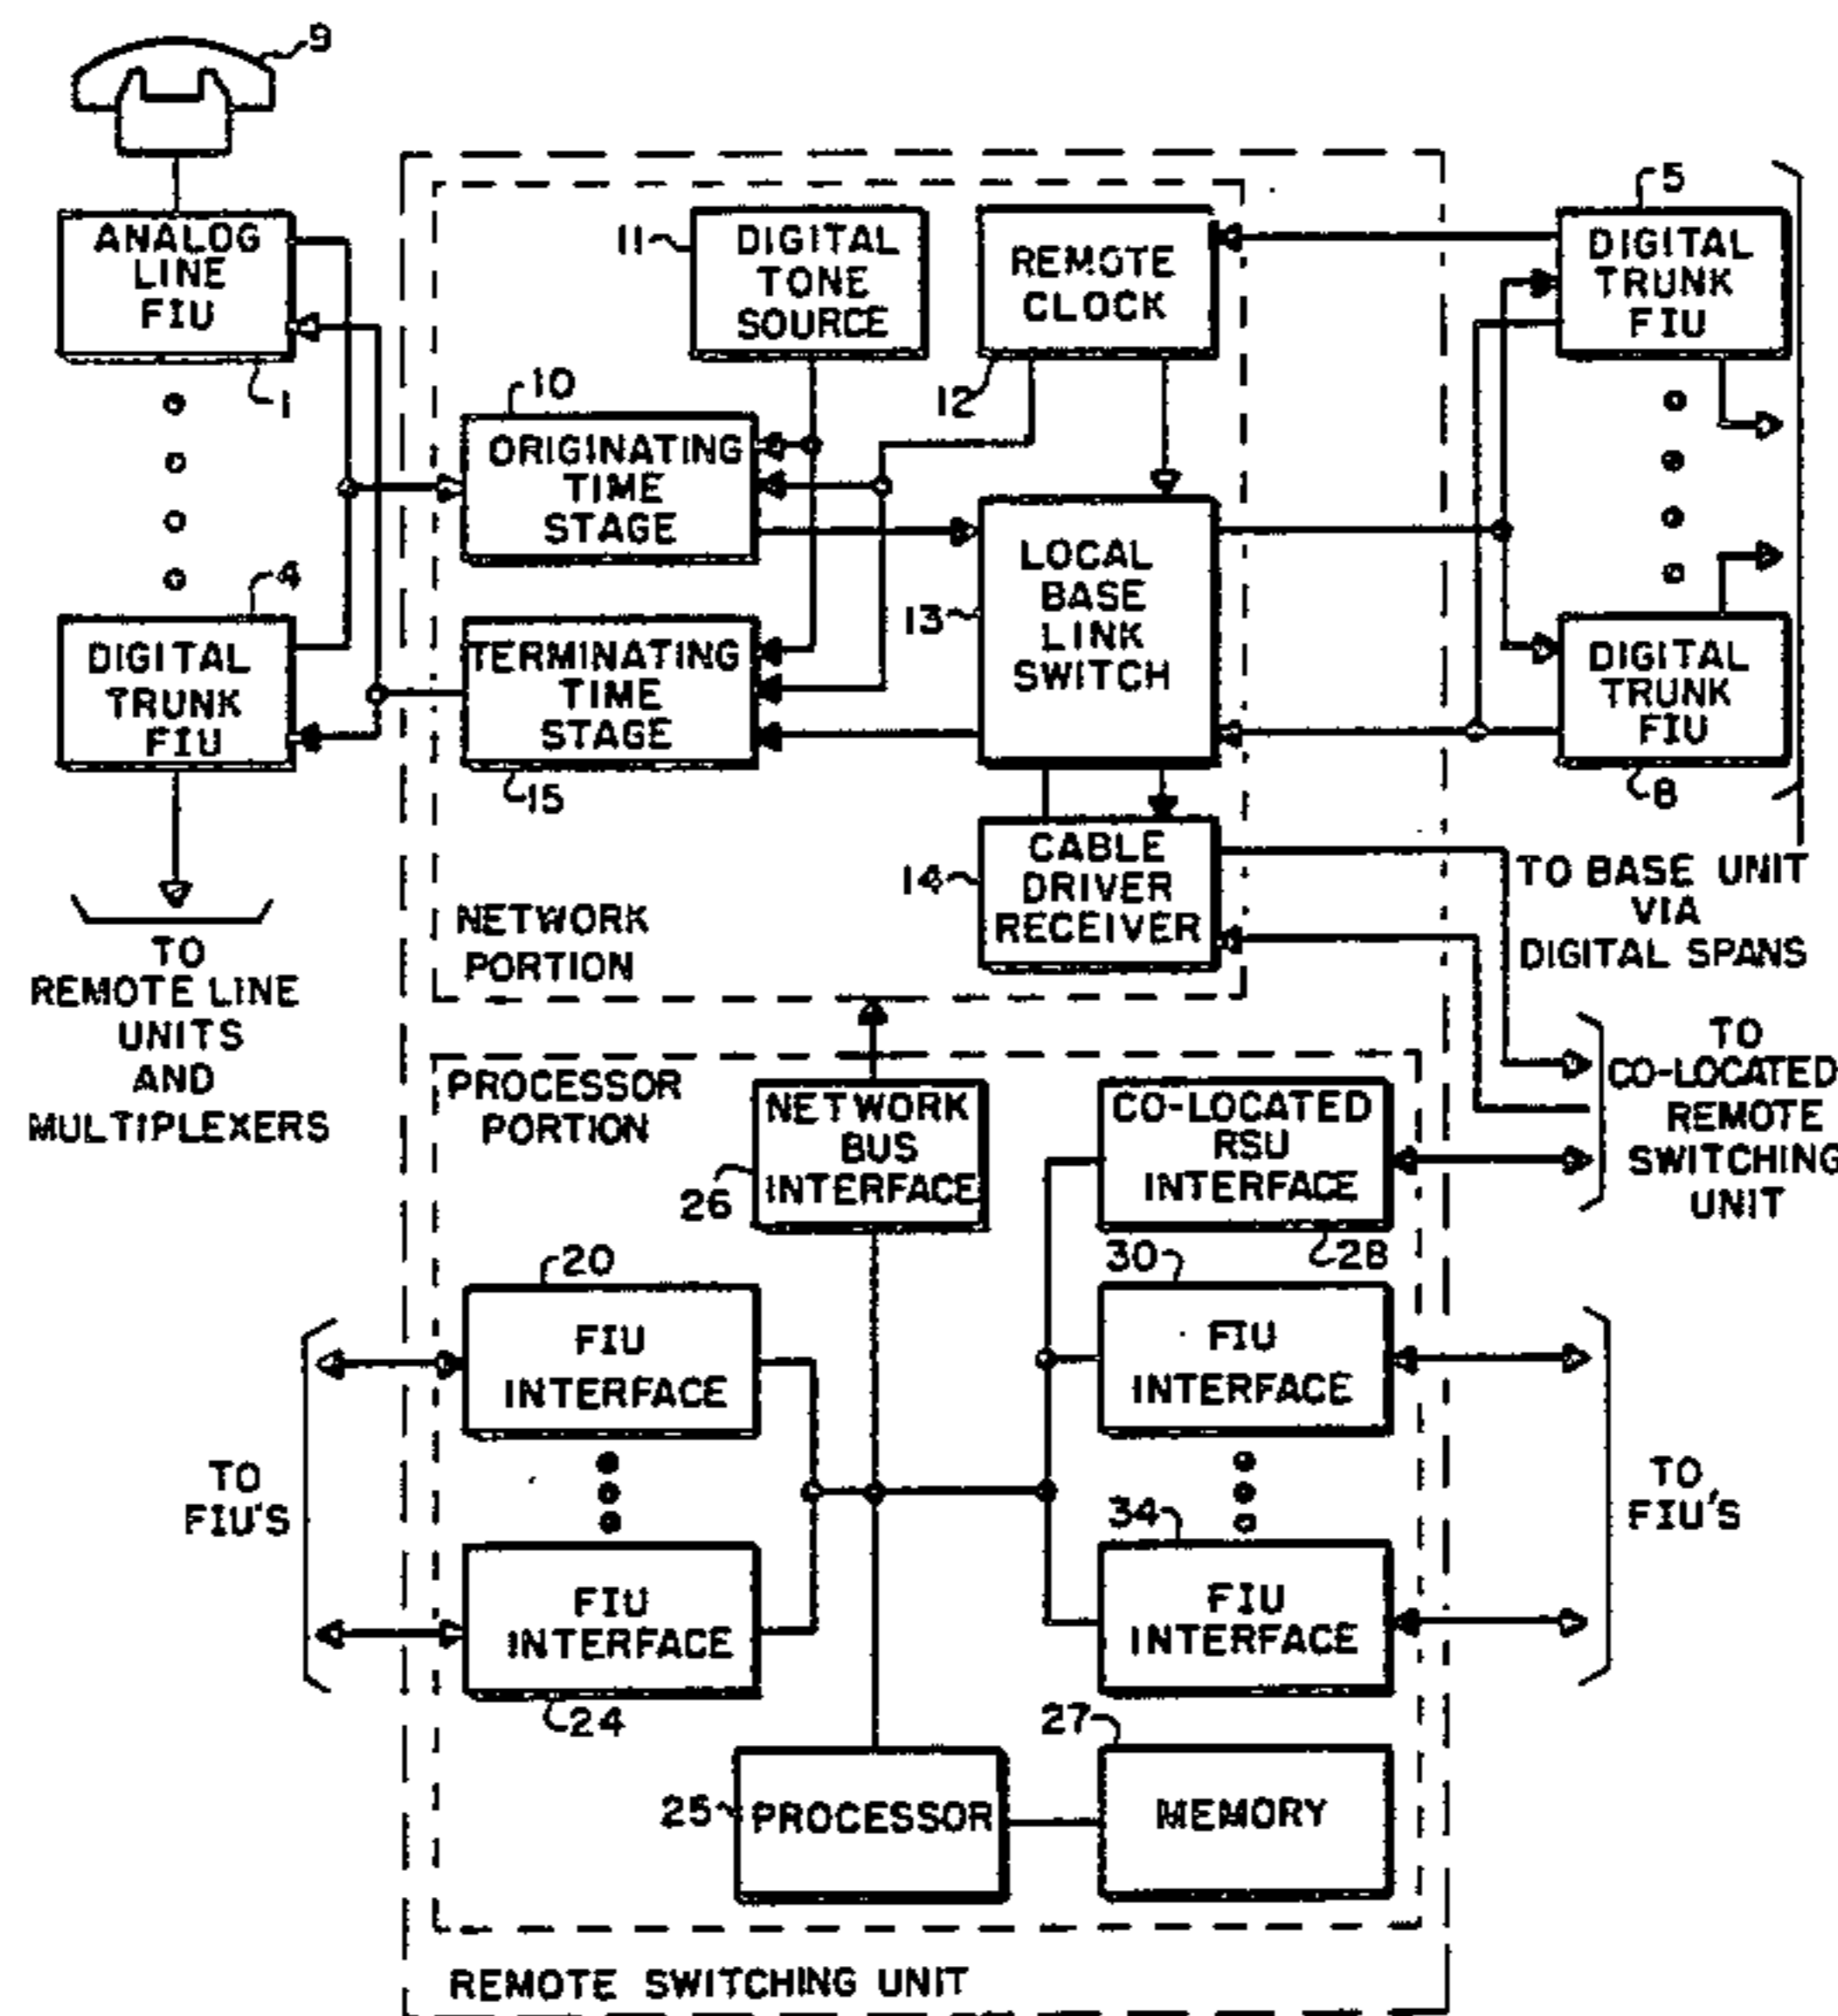 9
ANALOG
LINE
FIU
1
4
DIGITAL
TRUNK
FIU
TO
REMOTE LINE
UNITS
AND
MULTIPLEXERS
11
DIGITAL
TONE
SOURCE
REMOTE
CLOCK
12
10
ORIGINATING
TIME
STAGE
TERMINATING
TIME
STAGE
15
13
LOCAL
BASE
LINK
SWITCH
14
CABLE
DRIVER
RECEIVER
NETWORK
PORTION
5
DIGITAL
TRUNK
FIU
DIGITAL
TRUNK
FIU
8
TO BASE UNIT
VIA
DIGITAL SPANS
TO
CO-LOCATED
REMOTE
SWITCHING
UNIT
PROCESSOR
PORTION
NETWORK
BUS
INTERFACE
26
CO-LOCATED
RSU
INTERFACE
28
20
FIU
INTERFACE
30
FIU
INTERFACE
TO
FIU'S
TO
FIU'S
FIU
INTERFACE
24
34
FIU
INTERFACE
25
PROCESSOR
27
MEMORY
REMOTE SWITCHING UNIT